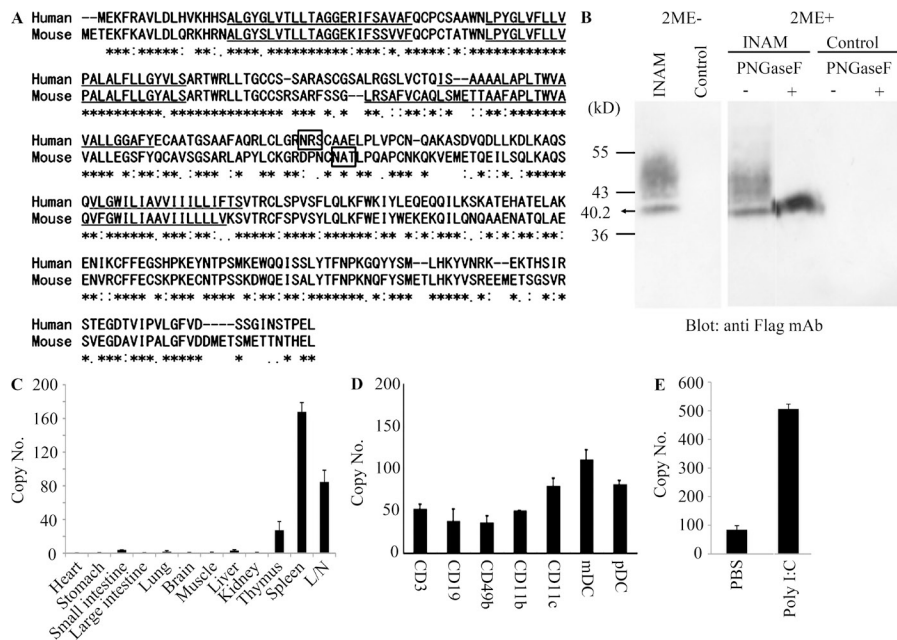 A
Human --MEKFRAVLDLHVKHHSALGYGLVTLLTAGGERIFSAVAFQCPCSAAWNLPYGLVFLLV
Mouse METEKFKAVLDLQRKHRNALGYSLVTLLTAGGEKIFSSVVFQCPCTATWNLPYGLVFLLV
Human PALALFLLGYVLSARTWRLLTGCCS-SARASCGSALRGSLVCTQIS--AAAALAPLTWVA
Mouse PALALFLLGYALSARTWRLLTGCCSRSARFSSG--LRSAFVCAQLSMETTAAFAPLTWVA
Human VALLGGAFYECAATGSAAFAQRLCLGRNRSCAAELPLVPCN-QAKASDVQDLLKDLKAQS
Mouse VALLEGSFYQCAVSGSARLAPYLCKGRDPNCNATLPQAPCNKQKVEMETQEILSQLKAQS
Human QVLGWILIAVVIIILLIFTSVTRCLSPVSFLQLKFWKIYLEQEQQILKSKATEHATELAK
Mouse QVFGWILIAAVIILLLLVKSVTRCFSPVSYLQLKFWEIYWEKEKQILQNQAAENATQLAE
Human ENIKCFFEGSHPKEYNTPSMKEWQQISSLYTFNPKGQYYSM--LHKYVNRK--EKTHSIR
Mouse ENVRCFFECSKPKECNTPSSKDWQEISALYTFNPKNQFYSMETLHKYVSREEMETSGSVR
Human STEGDTVIPVLGFVD----SSGINSTPEL
Mouse SVEGDAVIPALGFVDDMETSMETTNTHEL
B
2ME- 2ME+
INAM Control INAM Control
PNGaseF PNGaseF
- + - +
(kD)
55
43
40.2
36
Blot: anti Flag mAb
C
Copy No.
200
160
120
80
40
0
Heart Stomach Small intestine Large intestine Lung Brain Muscle Liver Kidney Thymus Spleen L/N
D
Copy No.
200
150
100
50
0
CD3 CD19 CD49b CD11b CD11c mDC pDC
E
Copy No.
600
500
400
300
200
100
0
PBS Poly I:C